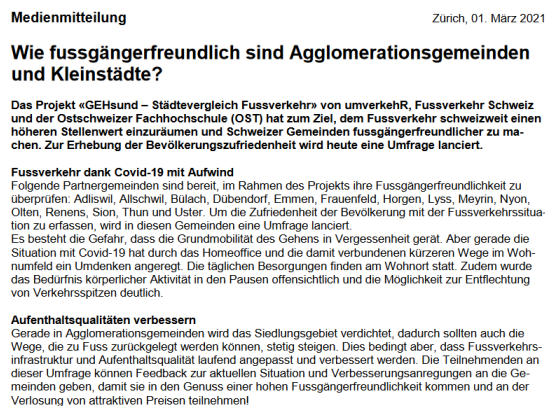 Medienmitteilung Zürich, 01. März 2021
Wie fussgängerfreundlich sind Agglomerationsgemeinden
und Kleinstädte?
Das Projekt «GEHsund – Städtevergleich Fussverkehr» von umverkehR, Fussverkehr Schweiz
und der Ostschweizer Fachhochschule (OST) hat zum Ziel, dem Fussverkehr schweizweit einen
höheren Stellenwert einzuräumen und Schweizer Gemeinden fussgängerfreundlicher zu ma-
chen. Zur Erhebung der Bevölkerungszufriedenheit wird heute eine Umfrage lanciert.
Fussverkehr dank Covid-19 mit Aufwind
Folgende Partnergemeinden sind bereit, im Rahmen des Projekts ihre Fussgängerfreundlichkeit zu
überprüfen: Adliswil, Allschwil, Bülach, Dübendorf, Emmen, Frauenfeld, Horgen, Lyss, Meyrin, Nyon,
Olten, Renens, Sion, Thun und Uster. Um die Zufriedenheit der Bevölkerung mit der Fussverkehrssitua-
tion zu erfassen, wird in diesen Gemeinden eine Umfrage lanciert.
Es besteht die Gefahr, dass die Grundmobilität des Gehens in Vergessenheit gerät. Aber gerade die
Situation mit Covid-19 hat durch das Homeoffice und die damit verbundenen kürzeren Wege im Woh-
numfeld ein Umdenken angeregt. Die täglichen Besorgungen finden am Wohnort statt. Zudem wurde
das Bedürfnis körperlicher Aktivität in den Pausen offensichtlich und die Möglichkeit zur Entflechtung
von Verkehrsspitzen deutlich.
Aufenthaltsqualitäten verbessern
Gerade in Agglomerationsgemeinden wird das Siedlungsgebiet verdichtet, dadurch sollten auch die
Wege, die zu Fuss zurückgelegt werden können, stetig steigen. Dies bedingt aber, dass Fussverkehrs-
infrastruktur und Aufenthaltsqualität laufend angepasst und verbessert werden. Die Teilnehmenden an
dieser Umfrage können Feedback zur aktuellen Situation und Verbesserungsanregungen an die Ge-
meinden geben, damit sie in den Genuss einer hohen Fussgängerfreundlichkeit kommen und an der
Verlosung von attraktiven Preisen teilnehmen!